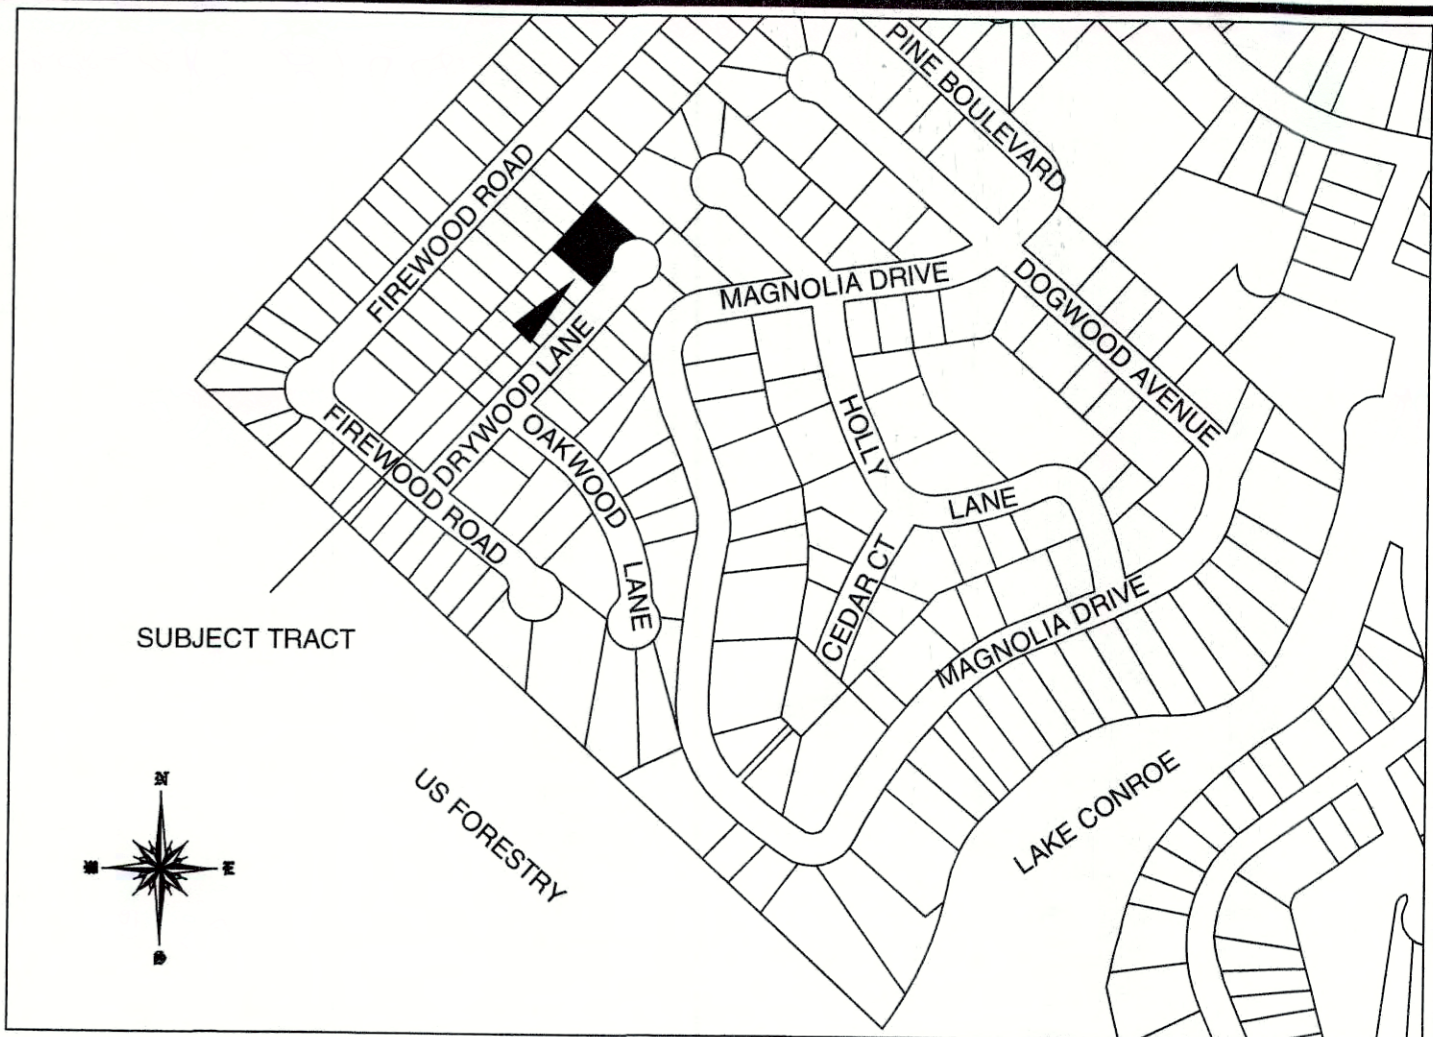 PINE BOULEVARD
FIREWOOD ROAD
MAGNOLIA DRIVE
DOGWOOD AVENUE
DRYWOOD LANE
OAKWOOD
LANE
HOLLY
LANE
FIREWOOD ROAD
CEDAR CT
MAGNOLIA DRIVE
SUBJECT TRACT
US FORESTRY
LAKE CONROE
N
W
E
S